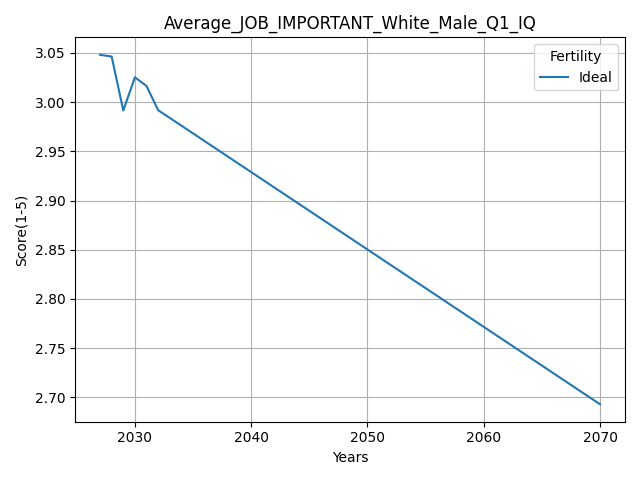 Average_JOB_IMPORTANT_White_Male_Q1_IQ
Fertility
Ideal
Score(1-5)
3.05
3.00
2.95
2.90
2.85
2.80
2.75
2.70
2030 2040 2050 2060 2070
Years